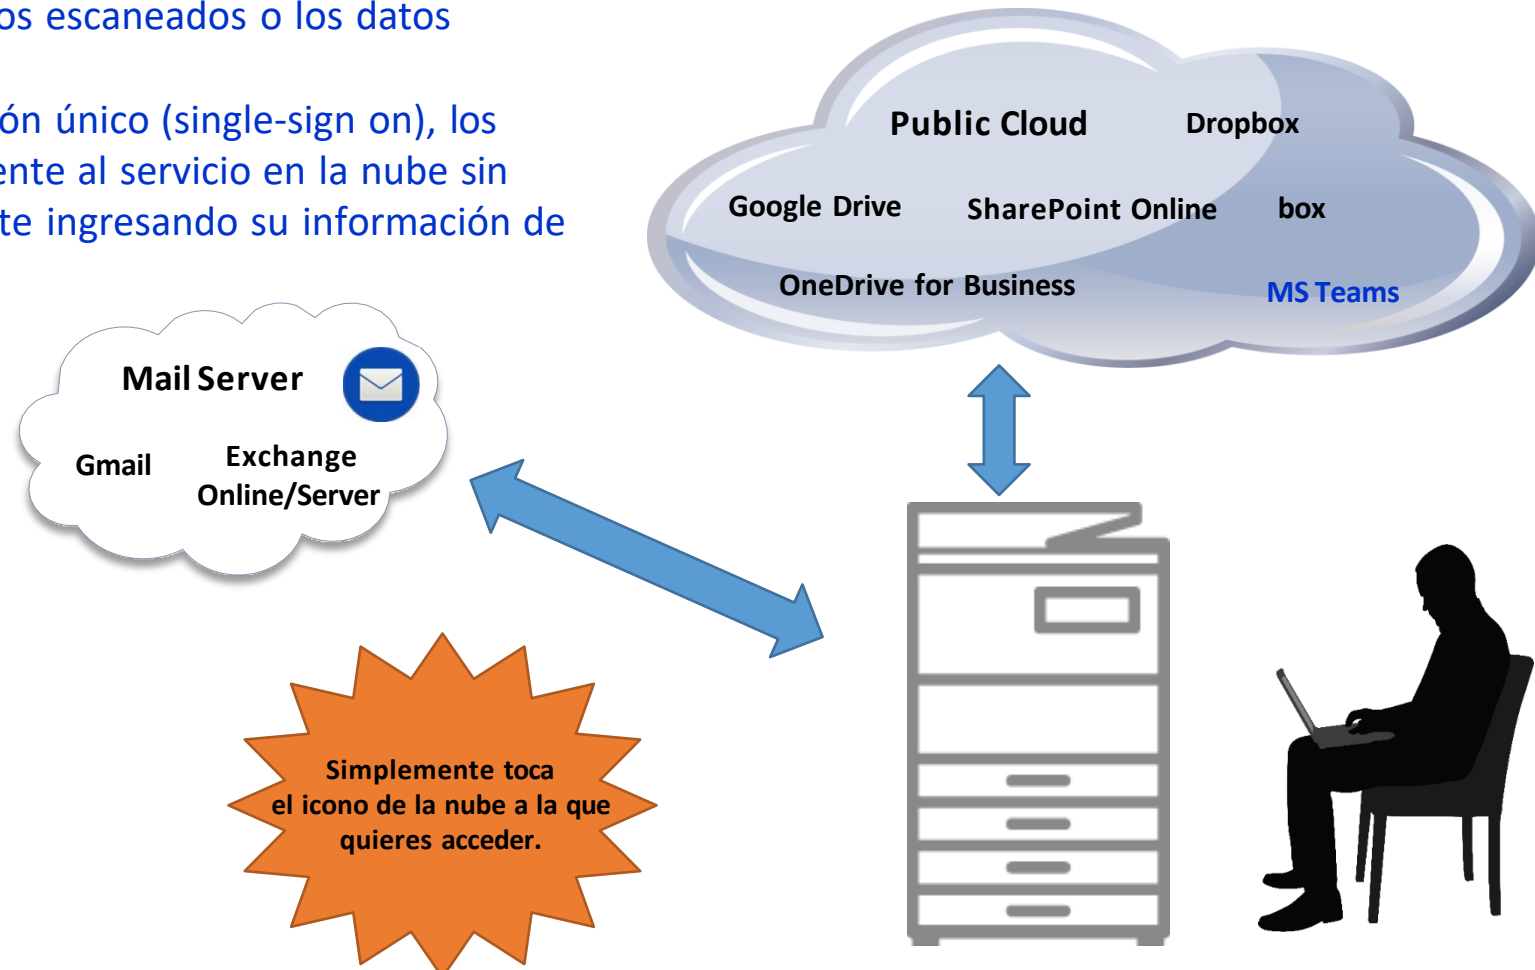 os escaneados o los datos
ón único (single-sign on), los
ente al servicio en la nube sin
te ingresando su información de
Public Cloud
Dropbox
Google Drive
SharePoint Online
box
OneDrive for Business
MS Teams
Mail Server
Gmail
Exchange
Online/Server
Simplemente toca
el icono de la nube a la que
quieres acceder.